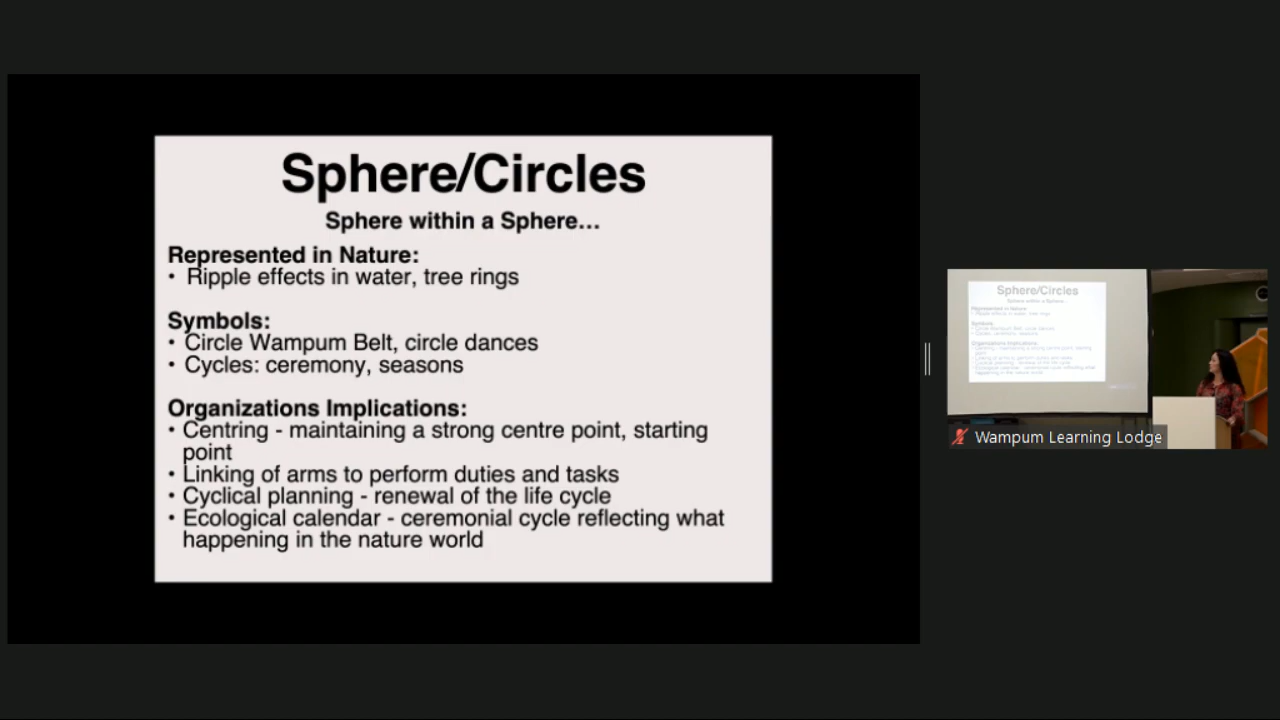 Sphere/Circles
Sphere within a Sphere...
Represented in Nature:
• Ripple effects in water, tree rings
Symbols:
• Circle Wampum Belt, circle dances
• Cycles: ceremony, seasons
Organizations Implications:
• Centring - maintaining a strong centre point, starting
point
• Linking of arms to perform duties and tasks
• Cyclical planning - renewal of the life cycle
• Ecological calendar - ceremonial cycle reflecting what
happening in the nature world
Sphere/Circles
Sphere within a Sphere...
Wampum Learning Lodge